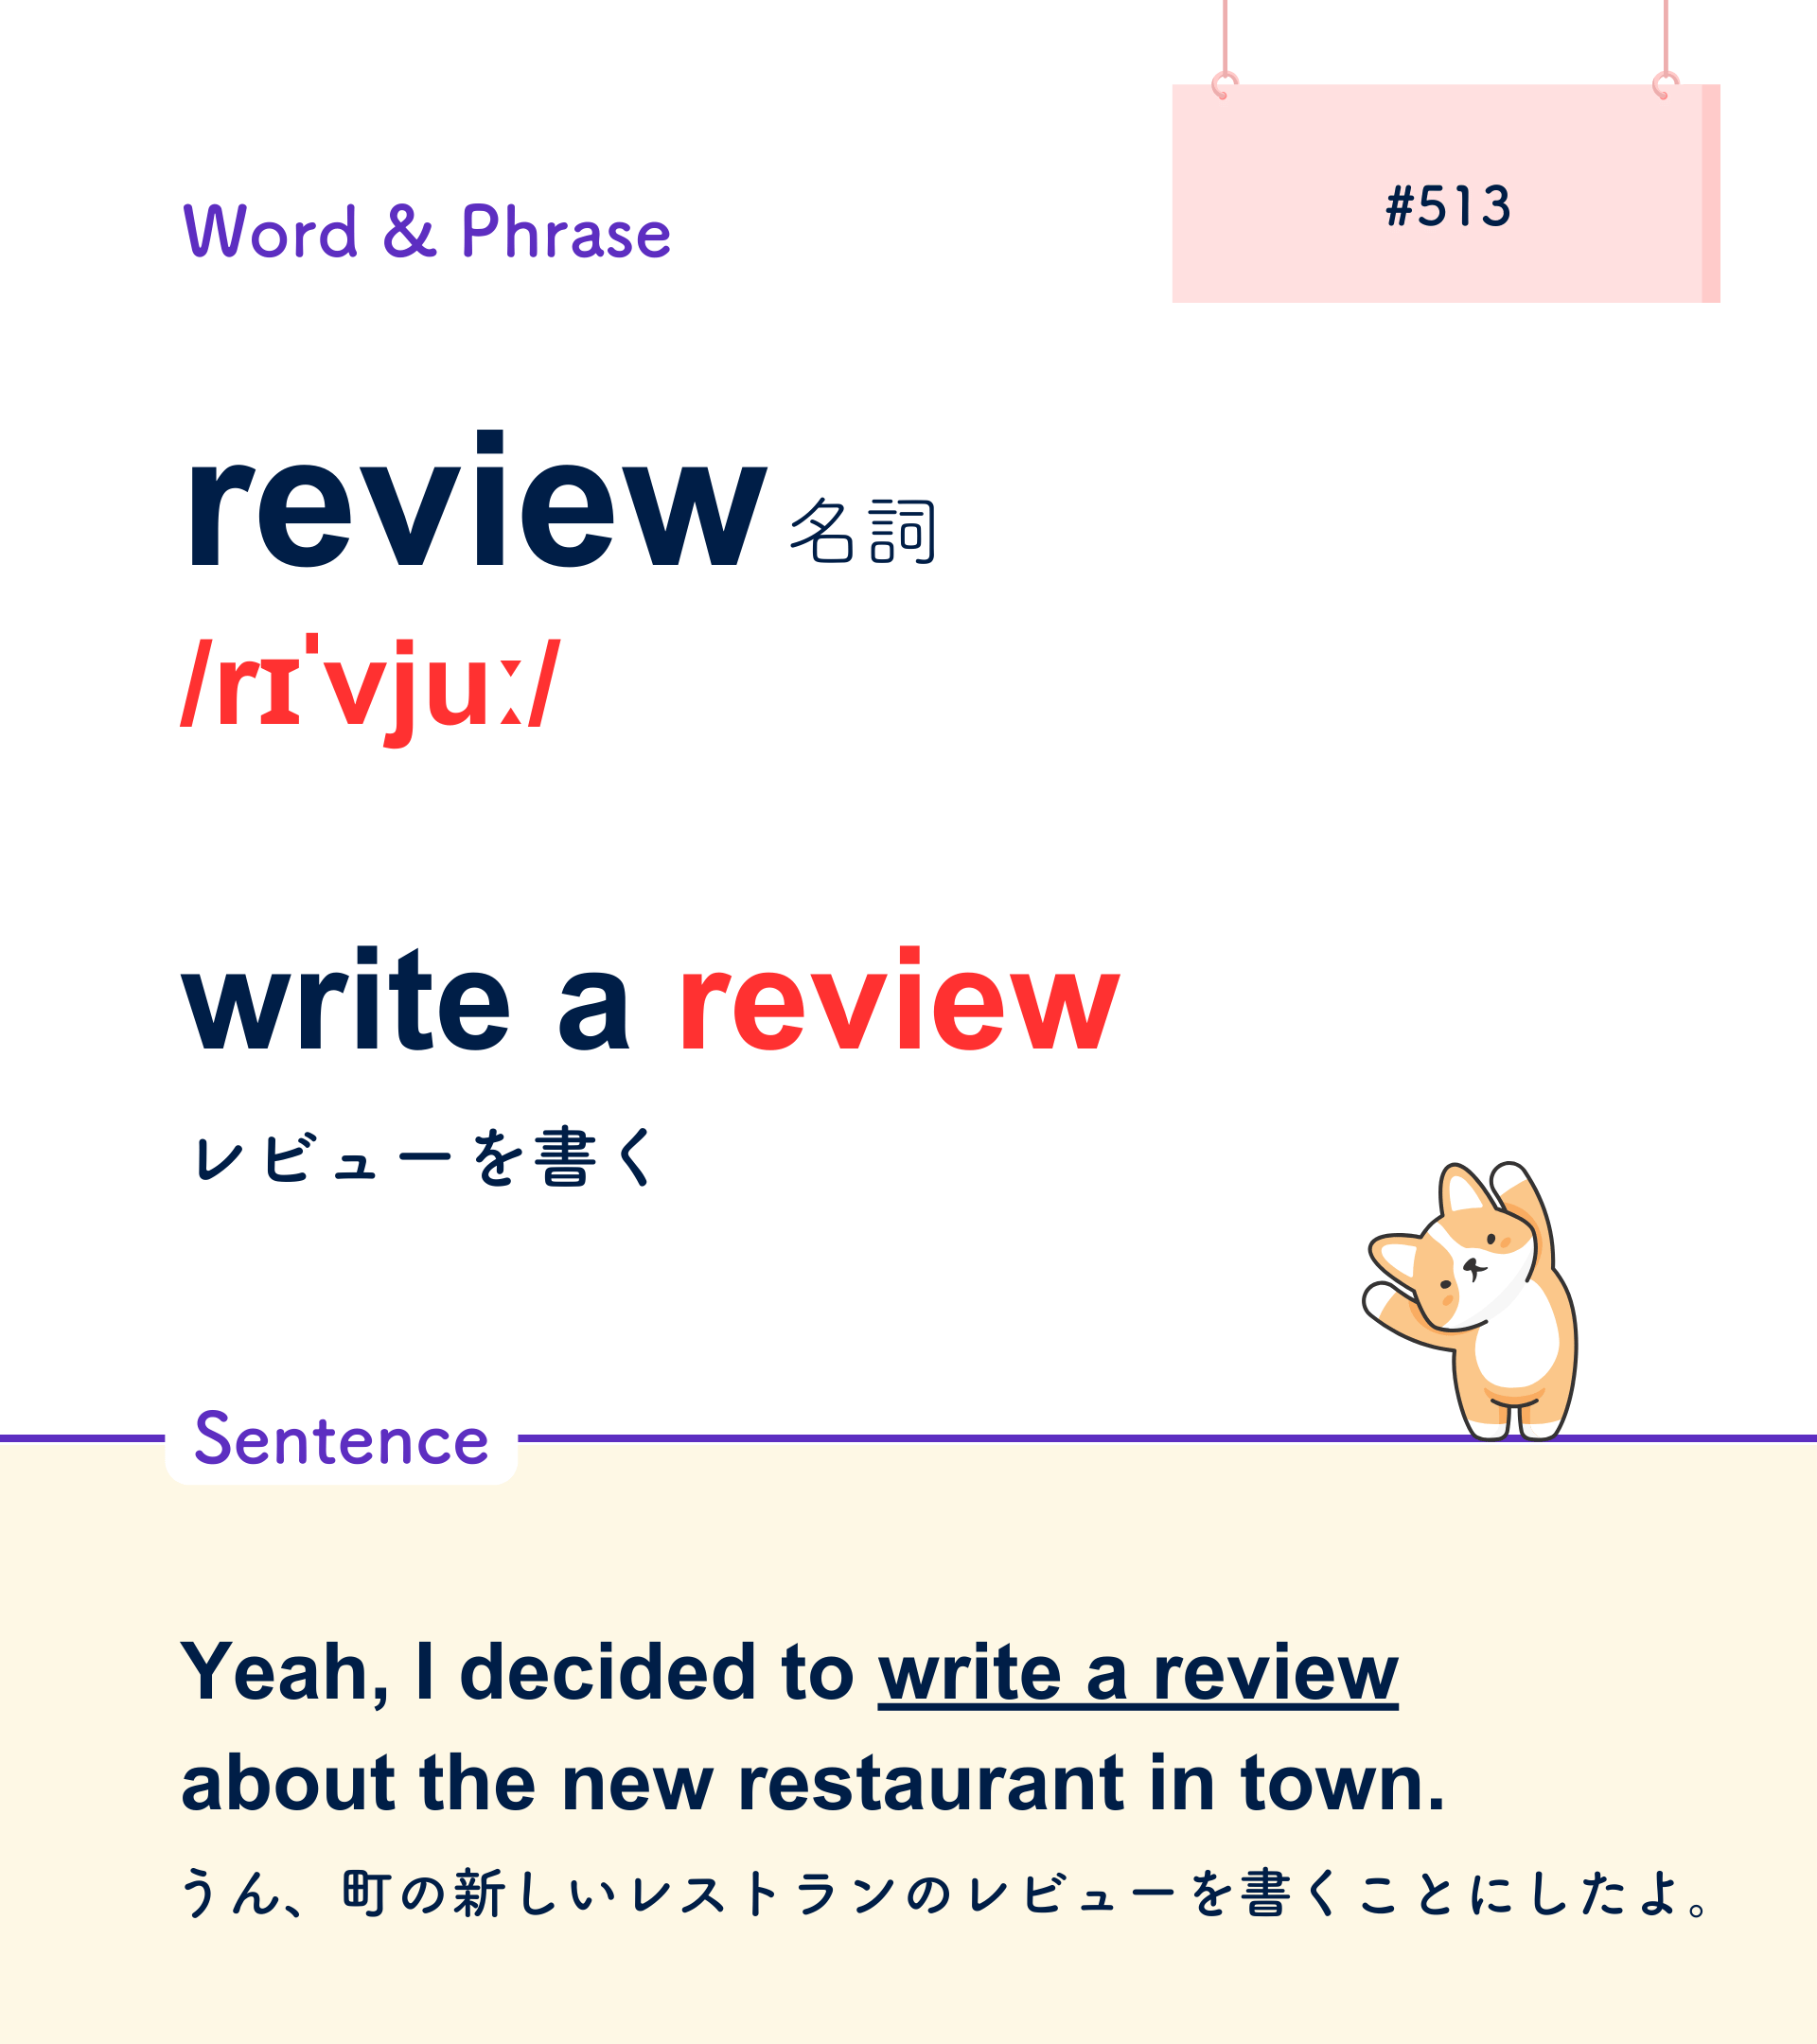 #513
Word & Phrase
review 名詞
/rɪˈvjuː/
write a review
レビューを書く
Sentence
Yeah, I decided to write a review
about the new restaurant in town.
うん、町の新しいレストランのレビューを書くことにしたよ。